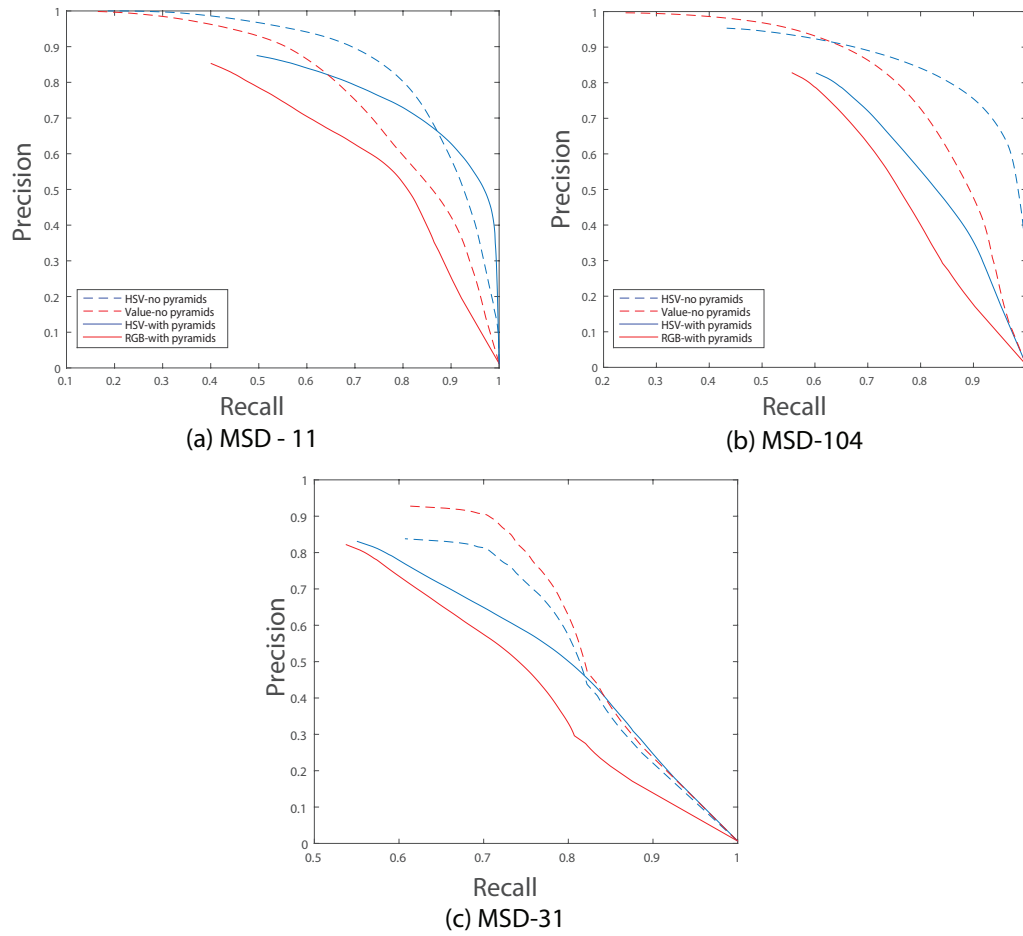 1
0.9
0.8
0.7
0.6
0.5
0.4
0.3
0.2
0.1
0
Precision
HSV-no pyramids
Value-no pyramids
HSV-with pyramids
RGB-with pyramids
0.1 0.2 0.3 0.4 0.5 0.6 0.7 0.8 0.9 1
Recall
(a) MSD - 11
1
0.9
0.8
0.7
0.6
0.5
0.4
0.3
0.2
0.1
0
Precision
HSV-no pyramids
Value-no pyramids
HSV-with pyramids
RGB-with pyramids
0.2 0.3 0.4 0.5 0.6 0.7 0.8 0.9 1
Recall
(b) MSD-104
1
0.9
0.8
0.7
0.6
0.5
0.4
0.3
0.2
0.1
0
Precision
0.5 0.6 0.7 0.8 0.9 1
Recall
(c) MSD-31